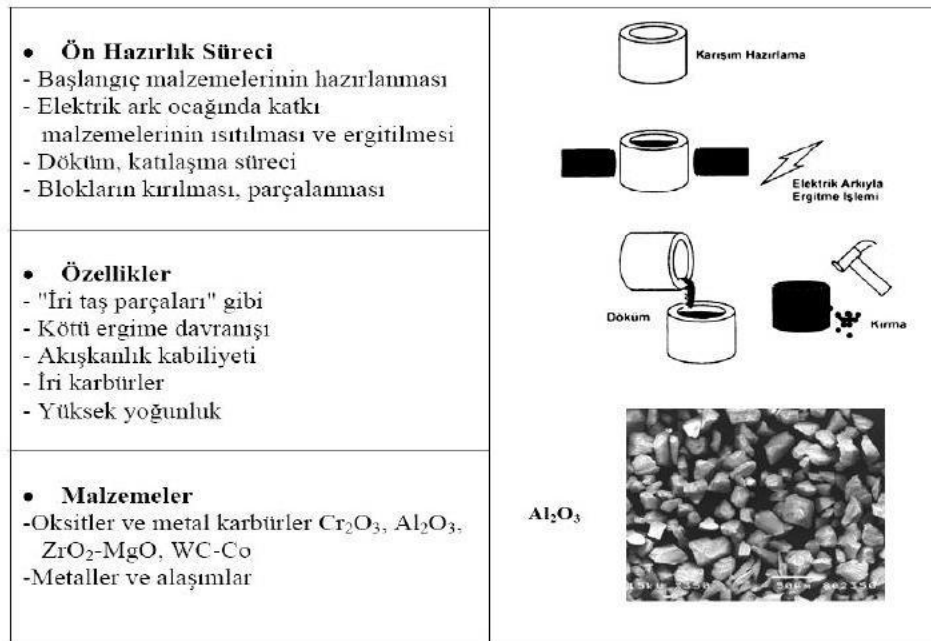 • Ön Hazırlık Süreci
- Başlangıç malzemelerinin hazırlanması
- Elektrik ark ocağında katkı
malzemelerinin ısıtılması ve ergitilmesi
- Döküm, katılaşma süreci
- Blokların kırılması, parçalanması
Karışım Hazırlama
Elektrik Arkıyla
Ergitme İşlemi
Döküm
Kırma
• Özellikler
- "İri taş parçaları" gibi
- Kötü ergime davranışı
- Akışkanlık kabiliyeti
- İri karbürler
- Yüksek yoğunluk
• Malzemeler
-Oksitler ve metal karbürler Cr₂O₃, Al₂O₃,
ZrO₂-MgO, WC-Co
-Metaller ve alaşımlar
Al₂O₃